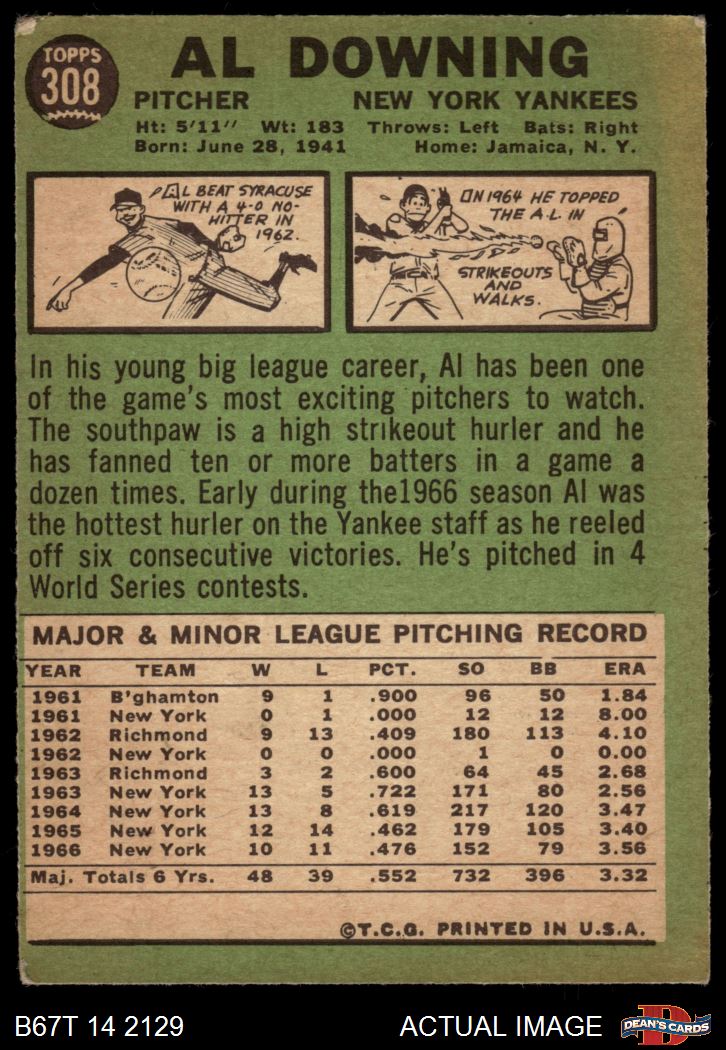 TOPPS
308
AL DOWNING
PITCHER NEW YORK YANKEES
Ht: 5'11" Wt: 183 Throws: Left Bats: Right
Born: June 28, 1941 Home: Jamaica, N. Y.
AL BEAT SYRACUSE
WITH A 4-0 NO-
HITTER IN
1962.
ON 1964 HE TOPPED
THE A.L. IN
STRIKEOUTS
AND
WALKS.
In his young big league career, Al has been one
of the game's most exciting pitchers to watch.
The southpaw is a high strikeout hurler and he
has fanned ten or more batters in a game a
dozen times. Early during the1966 season Al was
the hottest hurler on the Yankee staff as he reeled
off six consecutive victories. He's pitched in 4
World Series contests.
MAJOR & MINOR LEAGUE PITCHING RECORD
YEAR TEAM W L PCT. SO BB ERA
1961 B'ghamton 9 1 .900 96 50 1.84
1961 New York 0 1 .000 12 12 8.00
1962 Richmond 9 13 .409 180 113 4.10
1962 New York 0 0 .000 1 0 0.00
1963 Richmond 3 2 .600 64 45 2.68
1963 New York 13 5 .722 171 80 2.56
1964 New York 13 8 .619 217 120 3.47
1965 New York 12 14 .462 179 105 3.40
1966 New York 10 11 .476 152 79 3.56
Maj. Totals 6 Yrs. 48 39 .552 732 396 3.32
©T.C.G. PRINTED IN U.S.A.
B67T 14 2129 ACTUAL IMAGE
DEAN'S CARDS